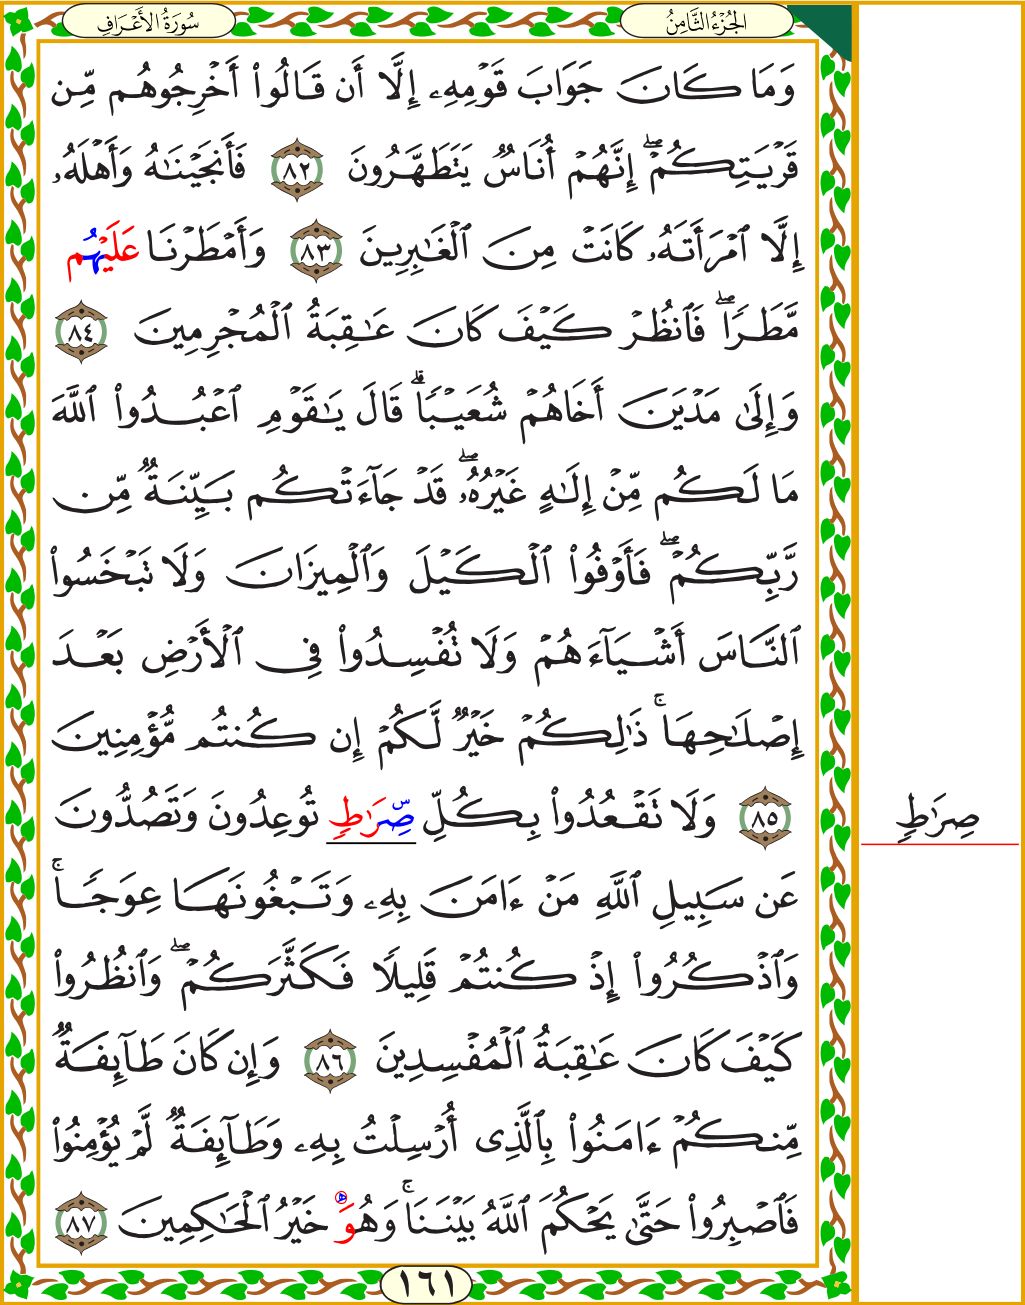 الجُزْءُ الثَّامِنُ
سُورَةُ الأَعْرَافِ
وَمَا كَانَ جَوَابَ قَوْمِهِۦٓ إِلَّآ أَن قَالُوٓاْ أَخْرِجُوهُم مِّن
قَرْيَتِكُمْۖ إِنَّهُمْ أُنَاسٌ يَتَطَهَّرُونَ ٨٢ فَأَنجَيْنَٰهُ وَأَهْلَهُۥٓ
إِلَّا ٱمْرَأَتَهُۥ كَانَتْ مِنَ ٱلْغَٰبِرِينَ ٨٣ وَأَمْطَرْنَا عَلَيْهُم
مَّطَرًاۖ فَٱنظُرْ كَيْفَ كَانَ عَٰقِبَةُ ٱلْمُجْرِمِينَ ٨٤
وَإِلَىٰ مَدْيَنَ أَخَاهُمْ شُعَيْبًاۗ قَالَ يَٰقَوْمِ ٱعْبُدُواْ ٱللَّهَ
مَا لَكُم مِّنْ إِلَٰهٍ غَيْرُهُۥۖ قَدْ جَآءَتْكُم بَيِّنَةٌ مِّن
رَّبِّكُمْۖ فَأَوْفُواْ ٱلْكَيْلَ وَٱلْمِيزَانَ وَلَا تَبْخَسُواْ
ٱلنَّاسَ أَشْيَآءَهُمْ وَلَا تُفْسِدُواْ فِى ٱلْأَرْضِ بَعْدَ
إِصْلَٰحِهَاۚ ذَٰلِكُمْ خَيْرٌ لَّكُمْ إِن كُنتُم مُّؤْمِنِينَ
٨٥ وَلَا تَقْعُدُواْ بِكُلِّ صِّرَٰطٍ تُوعِدُونَ وَتَصُدُّونَ
صِرَٰطٍ
عَن سَبِيلِ ٱللَّهِ مَنْ ءَامَنَ بِهِۦ وَتَبْغُونَهَا عِوَجًاۚ
وَٱذْكُرُوٓاْ إِذْ كُنتُمْ قَلِيلًا فَكَثَّرَكُمْۖ وَٱنظُرُواْ
كَيْفَ كَانَ عَٰقِبَةُ ٱلْمُفْسِدِينَ ٨٦ وَإِن كَانَ طَآئِفَةٌ
مِّنكُمْ ءَامَنُواْ بِٱلَّذِىٓ أُرْسِلْتُ بِهِۦ وَطَآئِفَةٌ لَّمْ يُؤْمِنُواْ
فَٱصْبِرُواْ حَتَّىٰ يَحْكُمَ ٱللَّهُ بَيْنَنَاۚ وَهُوَ خَيْرُ ٱلْحَٰكِمِينَ ٨٧
١٦١